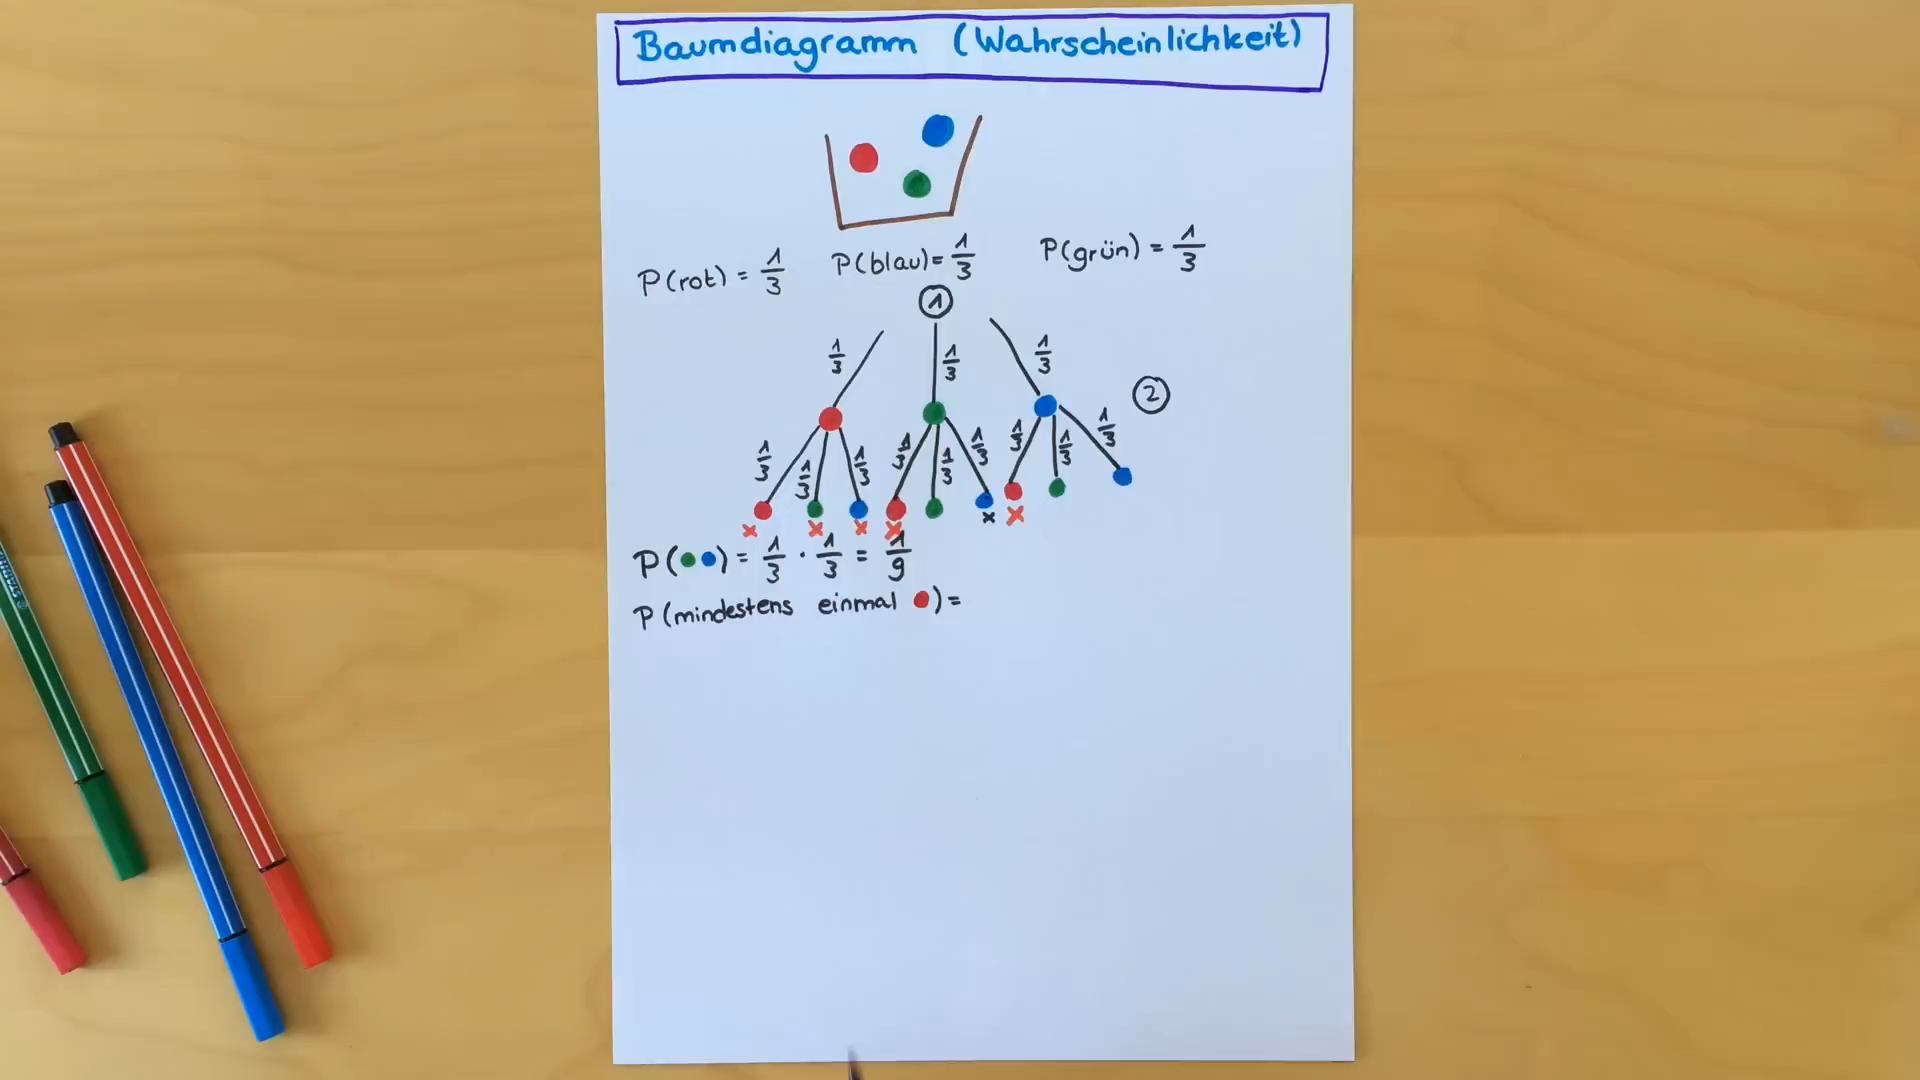 Baumdiagramm (Wahrscheinlichkeit)
P(rot) = 1/3 P(blau) = 1/3 P(grün) = 1/3
1
1/3 1/3 1/3
2
1/3 1/3 1/3 1/3 1/3 1/3 1/3 1/3 1/3
x x x x x x
P(●●) = 1/3 · 1/3 = 1/9
P(mindestens einmal ●) =